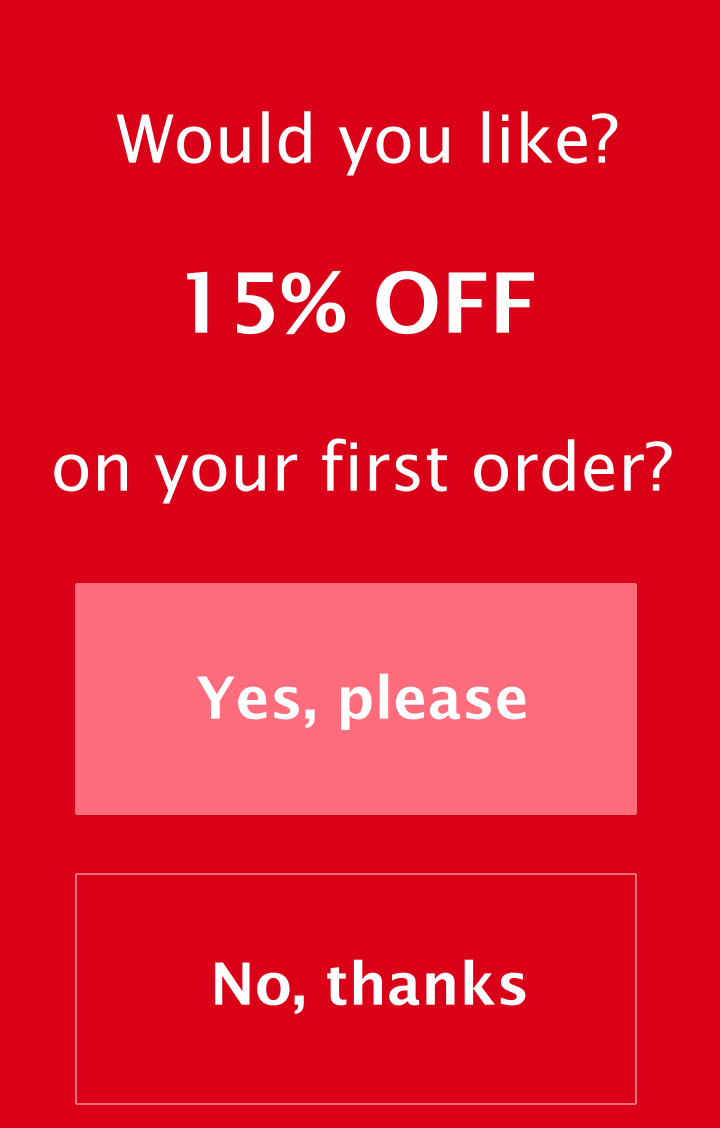 Would you like?
15% OFF
on your first order?
Yes, please
No, thanks